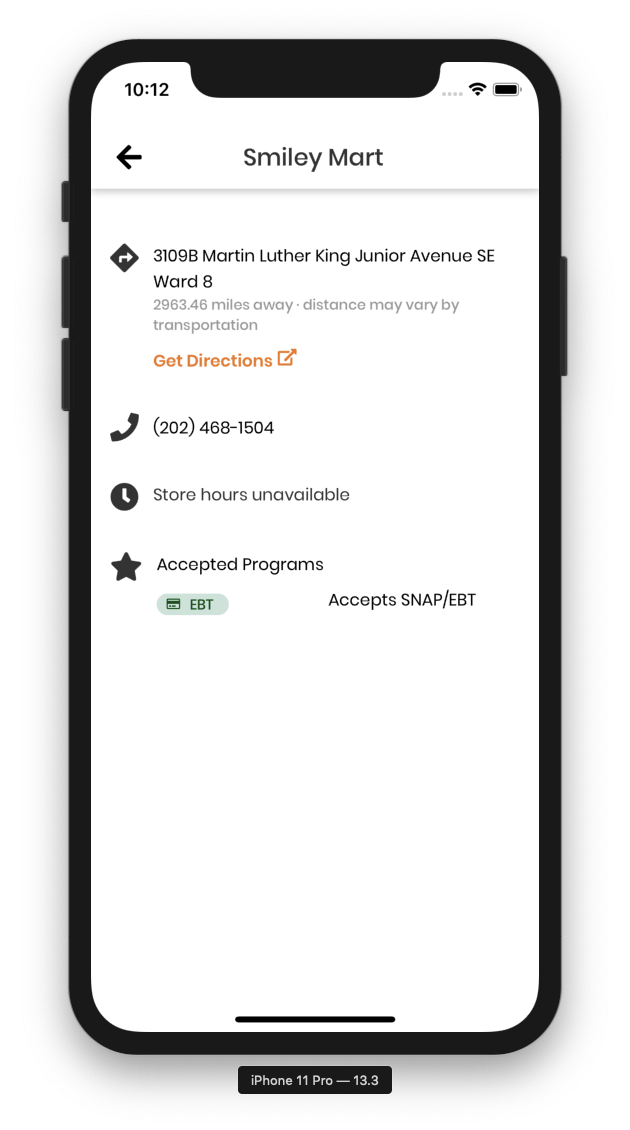 10:12
Smiley Mart
3109B Martin Luther King Junior Avenue SE
Ward 8
2963.46 miles away · distance may vary by
transportation
Get Directions
(202) 468-1504
Store hours unavailable
Accepted Programs
EBT Accepts SNAP/EBT
iPhone 11 Pro — 13.3